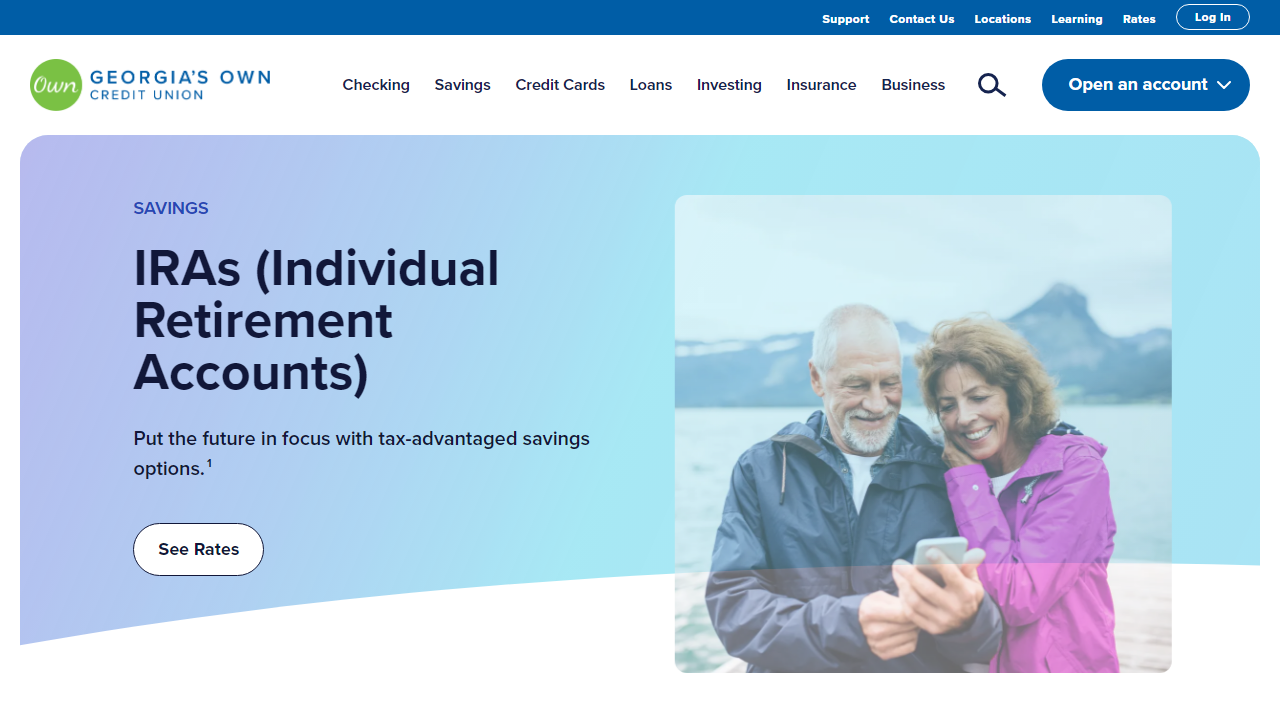 Support Contact Us Locations Learning Rates Log In
Own GEORGIA'S OWN
CREDIT UNION
Checking Savings Credit Cards Loans Investing Insurance Business Open an account
SAVINGS
IRAs (Individual
Retirement
Accounts)
Put the future in focus with tax-advantaged savings
options.¹
See Rates